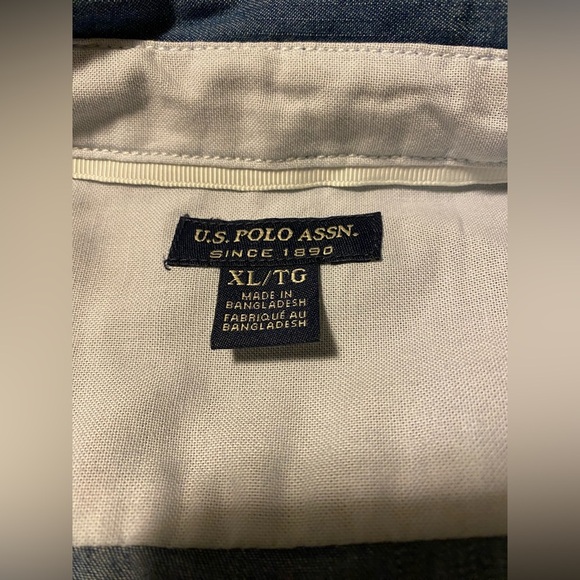 U.S. POLO ASSN.
SINCE 1890
XL/TG
MADE IN
BANGLADESH
FABRIQUÉ AU
BANGLADESH